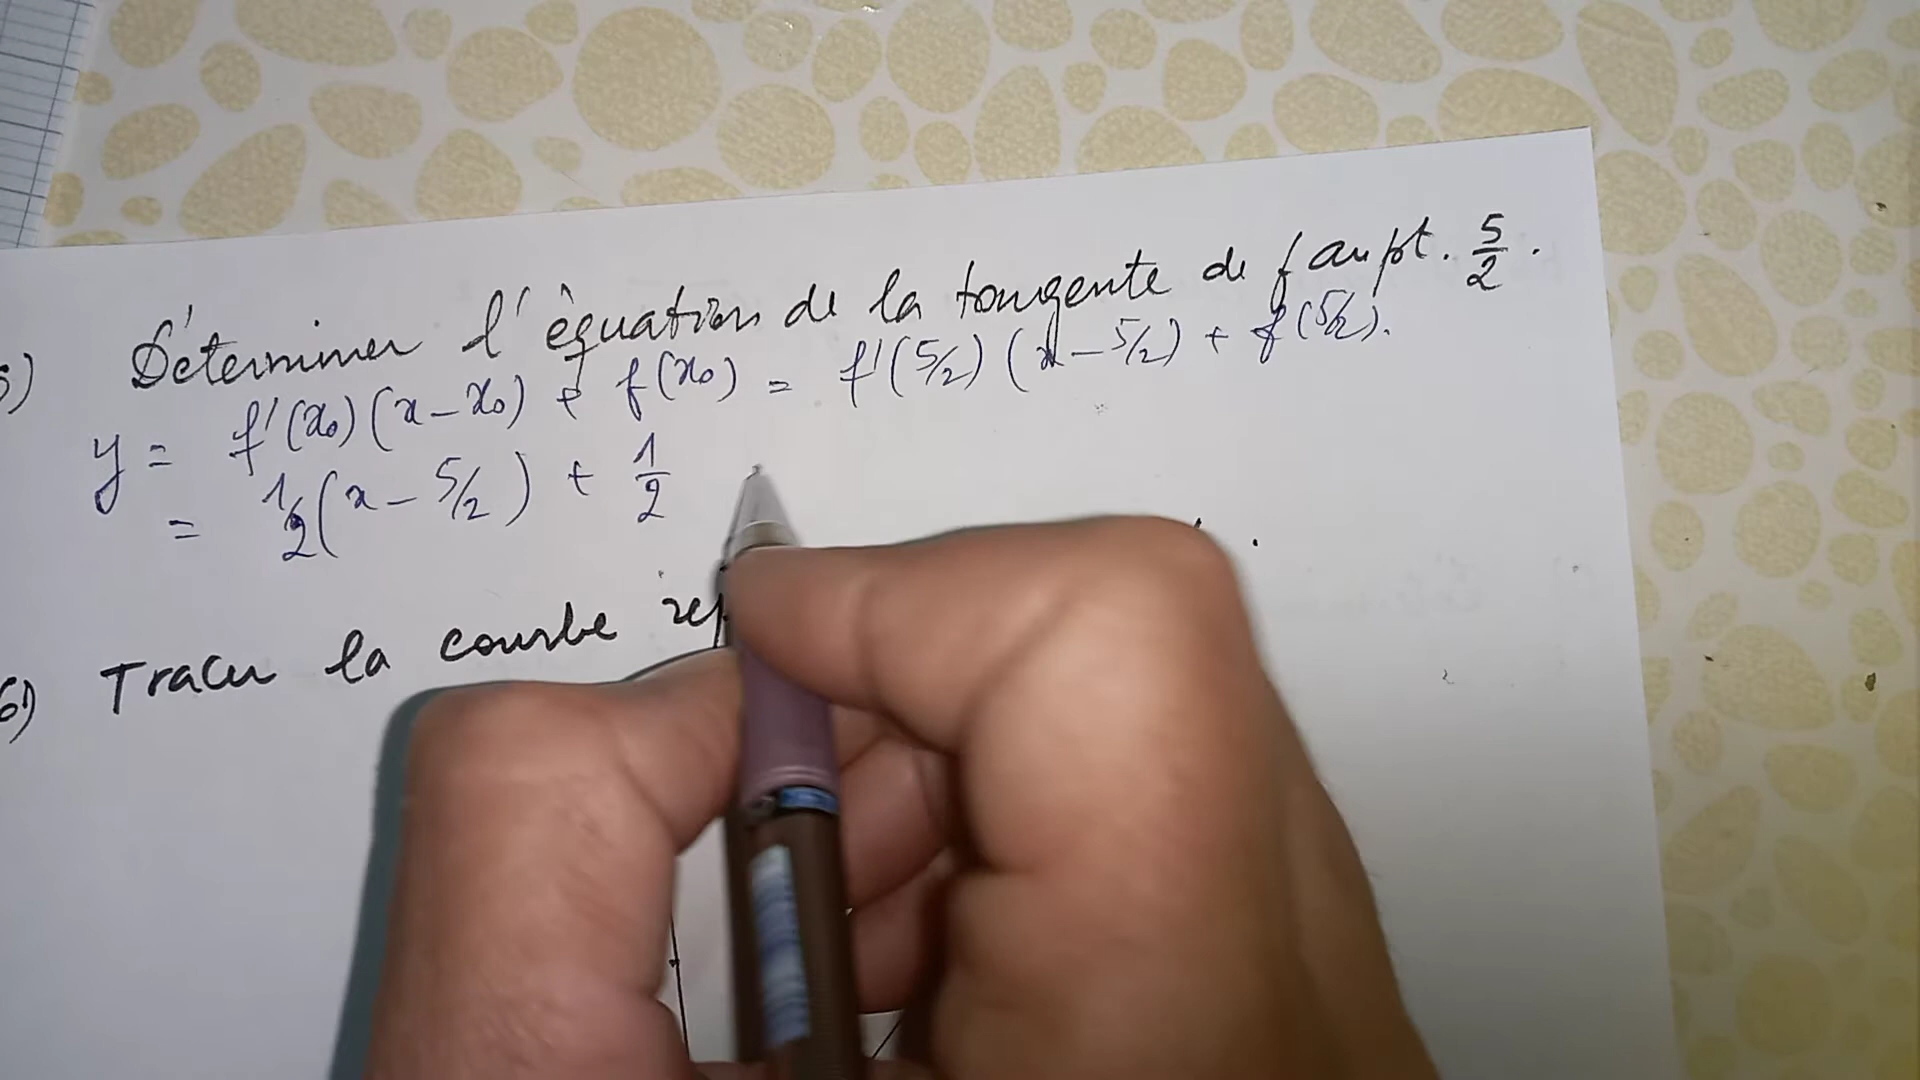 5) Déterminer l'équation de la tangente de f au pt. 5/2.
y = f'(x₀)(x - x₀) + f(x₀) = f'(5/2)(x - 5/2) + f(5/2).
= 1/2(x - 5/2) + 1/2
6) Tracer la courbe rep